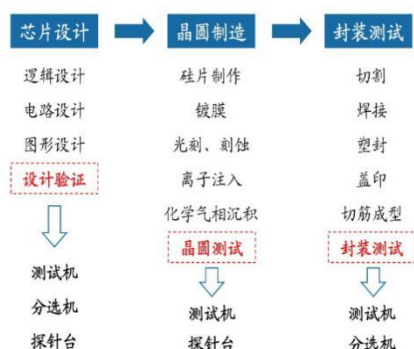 芯片设计
逻辑设计
电路设计
图形设计
设计验证
测试机
分选机
探针台
晶圆制造
硅片制作
镀膜
光刻、刻蚀
离子注入
化学气相沉积
晶圆测试
测试机
探针台
封装测试
切割
焊接
塑封
盖印
切筋成型
封装测试
测试机
分选机